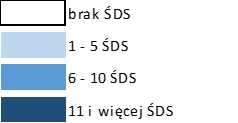 brak ŚDS
1 - 5 ŚDS
6 - 10 ŚDS
11 i więcej ŚDS